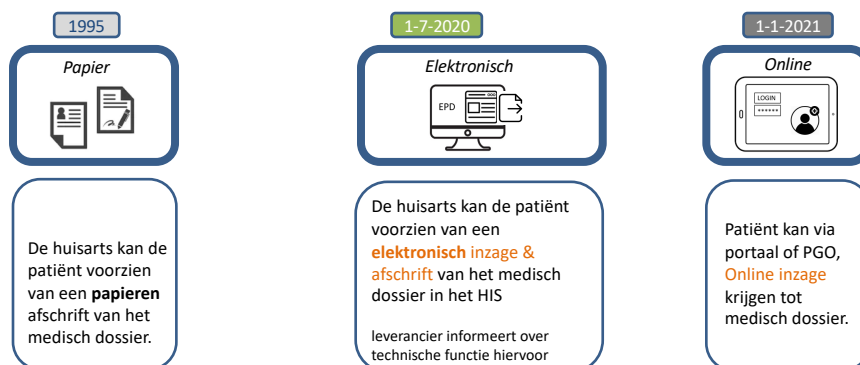 1995
Papier
De huisarts kan de
patiënt voorzien
van een papieren
afschrift van het
medisch dossier.
1-7-2020
Elektronisch
EPD
De huisarts kan de patiënt
voorzien van een
elektronisch inzage &
afschrift van het medisch
dossier in het HIS
leverancier informeert over
technische functie hiervoor
1-1-2021
Online
LOGIN
******
Patiënt kan via
portaal of PGO,
Online inzage
krijgen tot
medisch dossier.